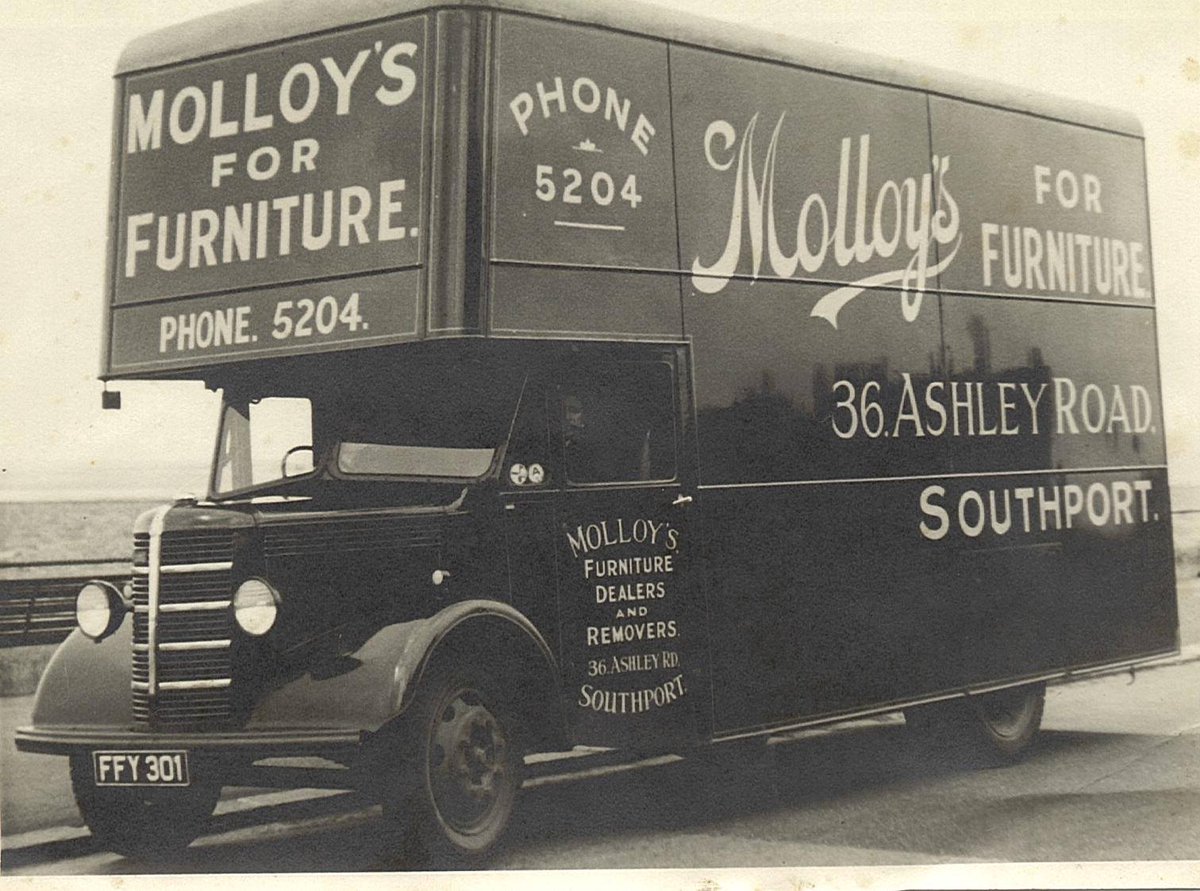 MOLLOY'S
FOR
FURNITURE.
PHONE. 5204.
PHONE
5204
Molloy's
FOR
FURNITURE.
36. ASHLEY ROAD.
SOUTHPORT.
A
MOLLOY'S.
FURNITURE
DEALERS
AND
REMOVERS.
36. ASHLEY RD.
SOUTHPORT.
FFY 301